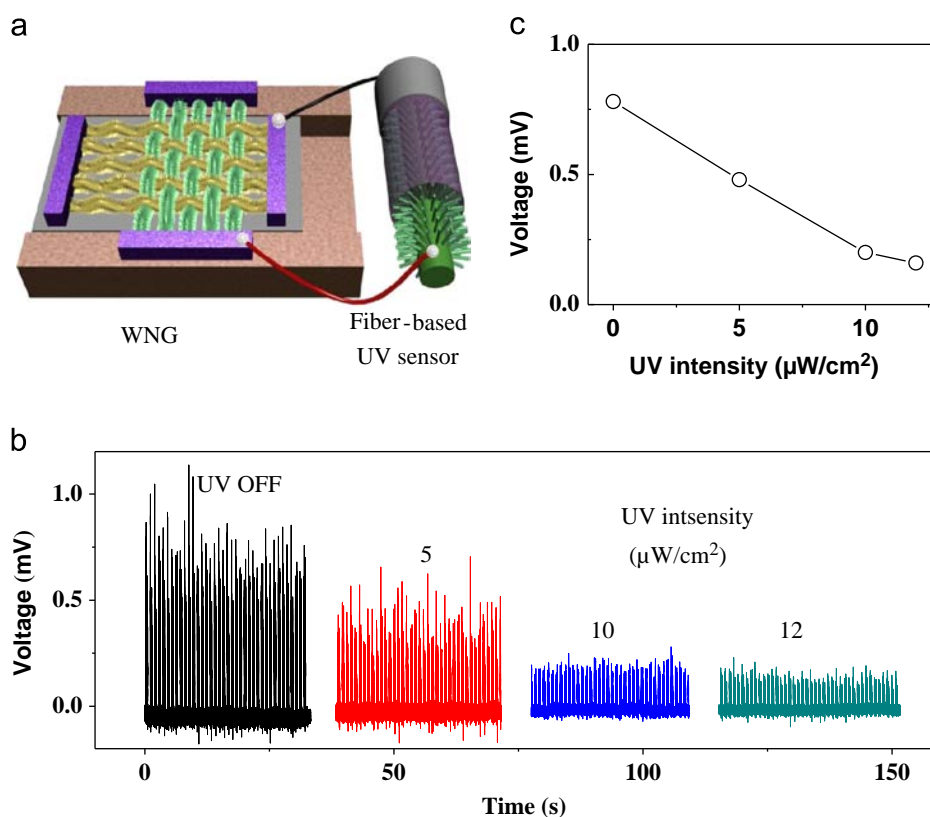 a
WNG
Fiber-based
UV sensor
c
1.0
0.5
0.0
Voltage (mV)
0 5 10
UV intensity (µW/cm²)
b
1.0
0.5
0.0
Voltage (mV)
UV OFF
5
10
12
UV intsensity
(µW/cm²)
0 50 100 150
Time (s)